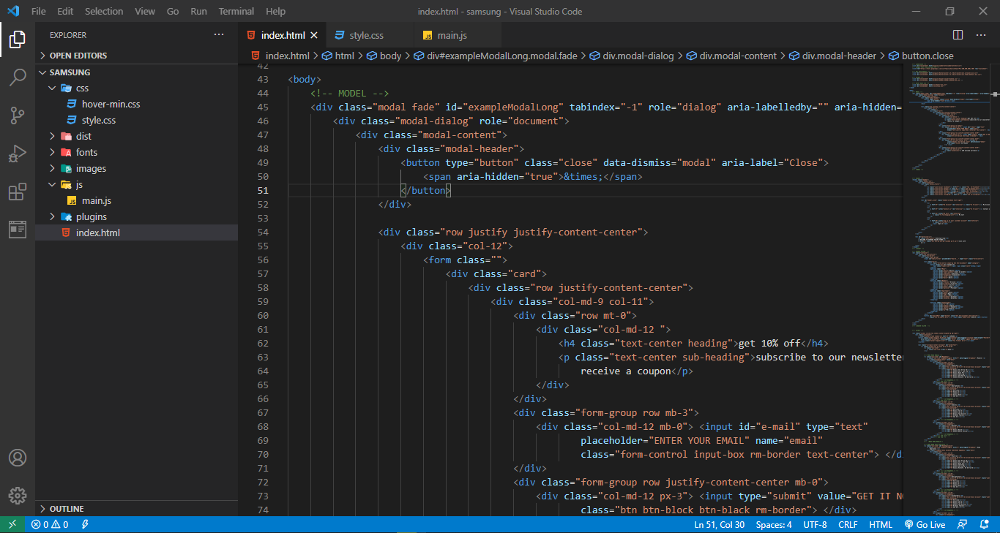 File Edit Selection View Go Run Terminal Help index.html - samsung - Visual Studio Code
EXPLORER
OPEN EDITORS
SAMSUNG
css
hover-min.css
style.css
dist
fonts
images
js
main.js
plugins
index.html
OUTLINE
index.html style.css main.js
index.html > html > body > div#exampleModalLong.modal.fade > div.modal-dialog > div.modal-content > div.modal-header > button.close
42
43 <body>
44 <!-- MODEL -->
45 <div class="modal fade" id="exampleModalLong" tabindex="-1" role="dialog" aria-labelledby="" aria-hidden=
46 <div class="modal-dialog" role="document">
47 <div class="modal-content">
48 <div class="modal-header">
49 <button type="button" class="close" data-dismiss="modal" aria-label="Close">
50 <span aria-hidden="true">&times;</span>
51 </button>
52 </div>
53
54 <div class="row justify justify-content-center">
55 <div class="col-12">
56 <form class="">
57 <div class="card">
58 <div class="row justify-content-center">
59 <div class="col-md-9 col-11">
60 <div class="row mt-0">
61 <div class="col-md-12 ">
62 <h4 class="text-center heading">get 10% off</h4>
63 <p class="text-center sub-heading">subscribe to our newsletter
64 receive a coupon</p>
65 </div>
66 </div>
67 <div class="form-group row mb-3">
68 <div class="col-md-12 mb-0"> <input id="e-mail" type="text"
69 placeholder="ENTER YOUR EMAIL" name="email"
70 class="form-control input-box rm-border text-center"> </di
71 </div>
72 <div class="form-group row justify-content-center mb-0">
73 <div class="col-md-12 px-3"> <input type="submit" value="GET IT NO
74 class="btn btn-block btn-black rm-border"> </div>
0 0 Ln 51, Col 30 Spaces: 4 UTF-8 CRLF HTML Go Live